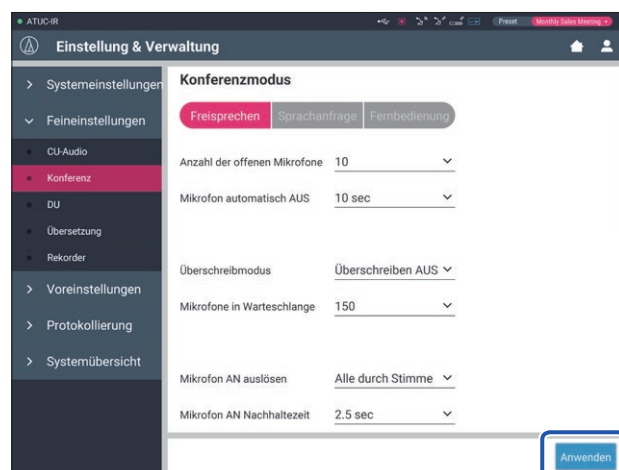 ATUC-IR
Preset
Monthly Sales Meeting
Einstellung & Verwaltung
Systemeinstellungen
Feineinstellungen
CU-Audio
Konferenz
DU
Übersetzung
Rekorder
Voreinstellungen
Protokollierung
Systemübersicht
Konferenzmodus
Freisprechen Sprachanfrage Fernbedienung
Anzahl der offenen Mikrofone 10
Mikrofon automatisch AUS 10 sec
Überschreibmodus Überschreiben AUS
Mikrofone in Warteschlange 150
Mikrofon AN auslösen Alle durch Stimme
Mikrofon AN Nachhaltezeit 2.5 sec
Anwenden